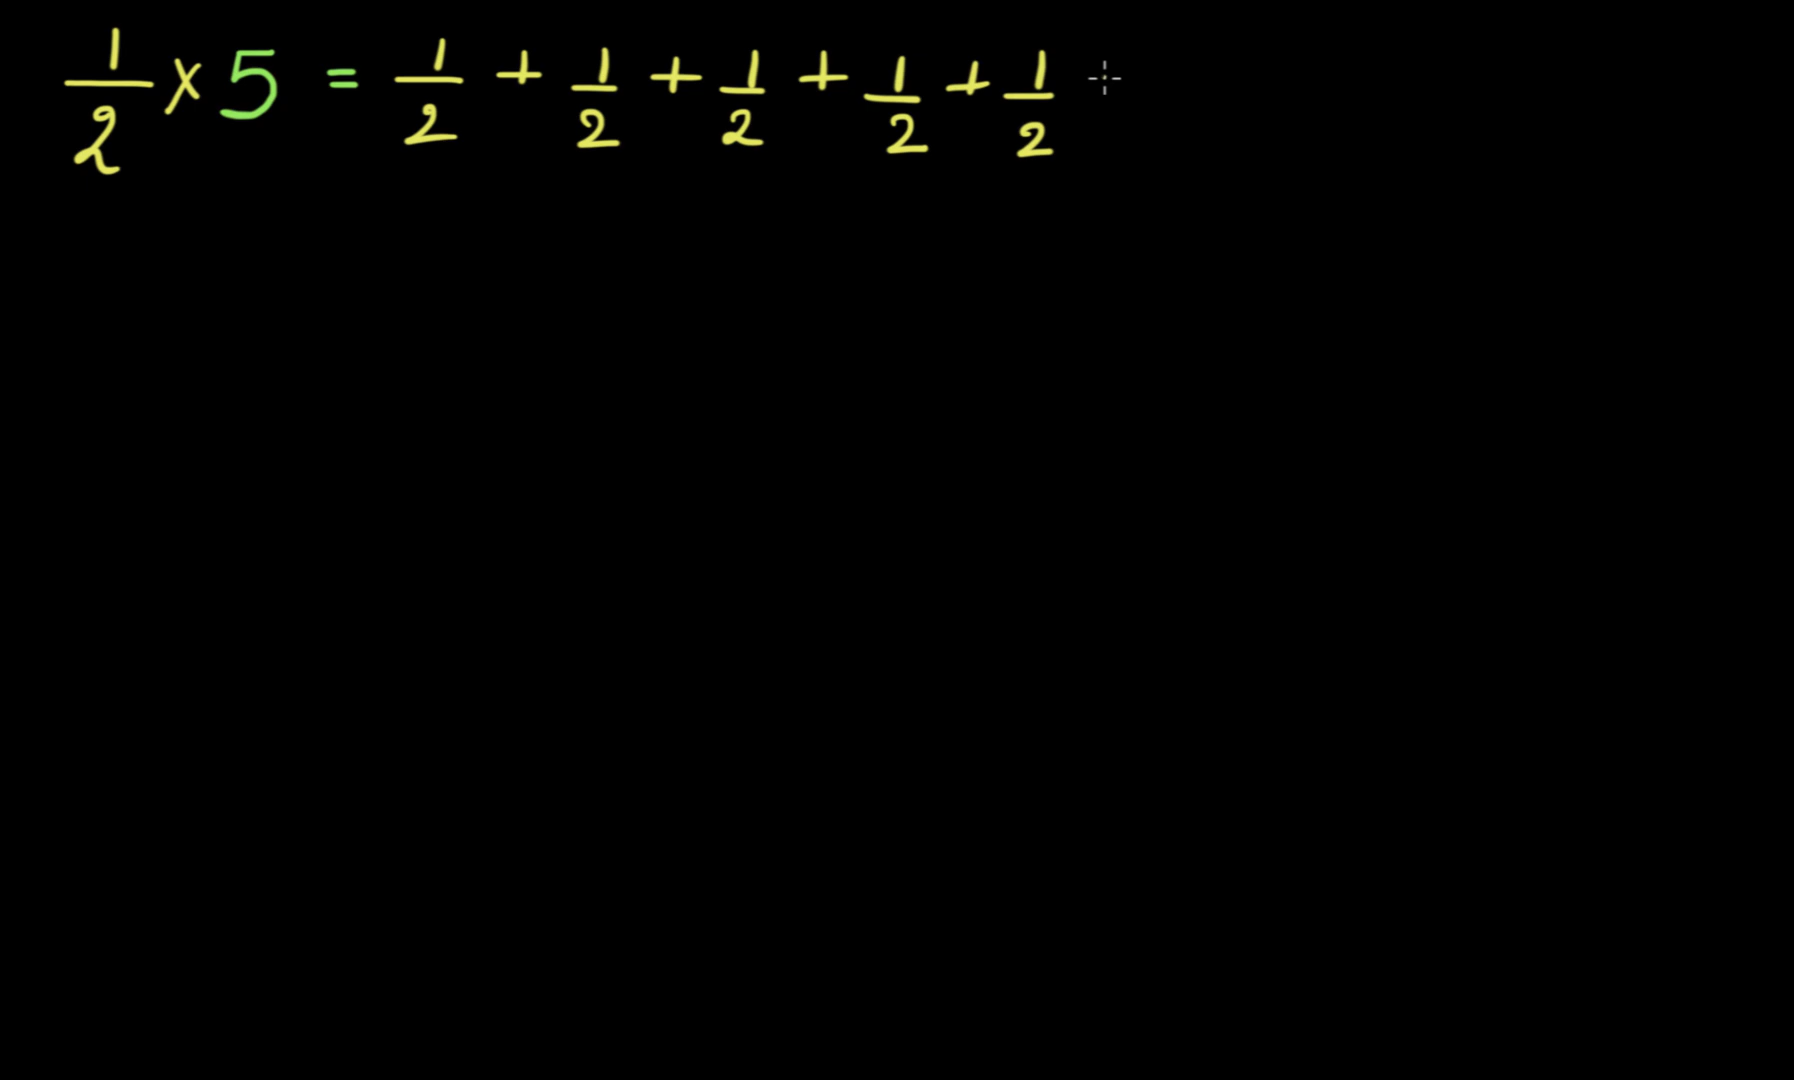 1/2 x 5 = 1/2 + 1/2 + 1/2 + 1/2 + 1/2